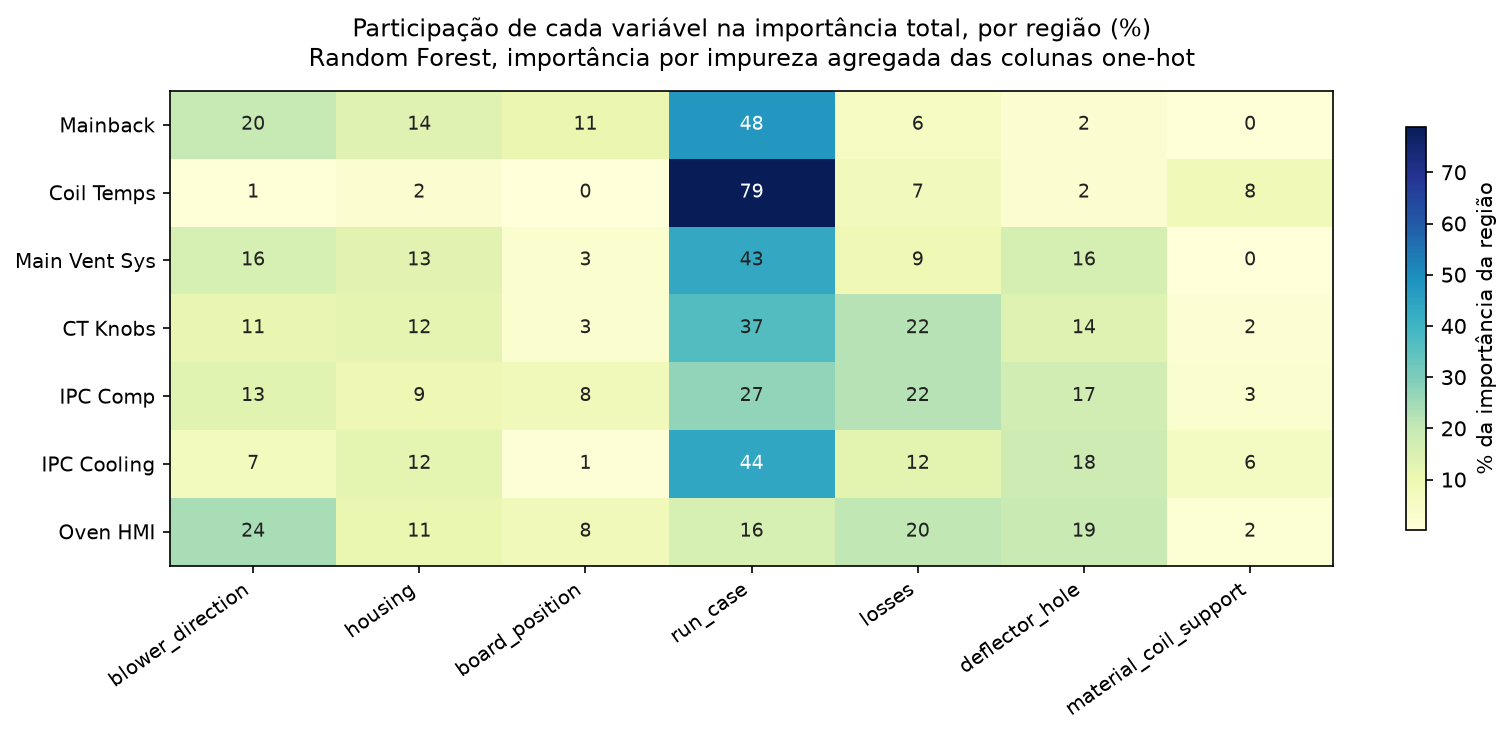 Participação de cada variável na importância total, por região (%)
Random Forest, importância por impureza agregada das colunas one-hot
Mainback 20 14 11 48 6 2 0
Coil Temps 1 2 0 79 7 2 8
Main Vent Sys 16 13 3 43 9 16 0
CT Knobs 11 12 3 37 22 14 2
IPC Comp 13 9 8 27 22 17 3
IPC Cooling 7 12 1 44 12 18 6
Oven HMI 24 11 8 16 20 19 2
blower_direction
housing
board_position
run_case
losses
deflector_hole
material_coil_support
70
60
50
40
30
20
10
% da importância da região